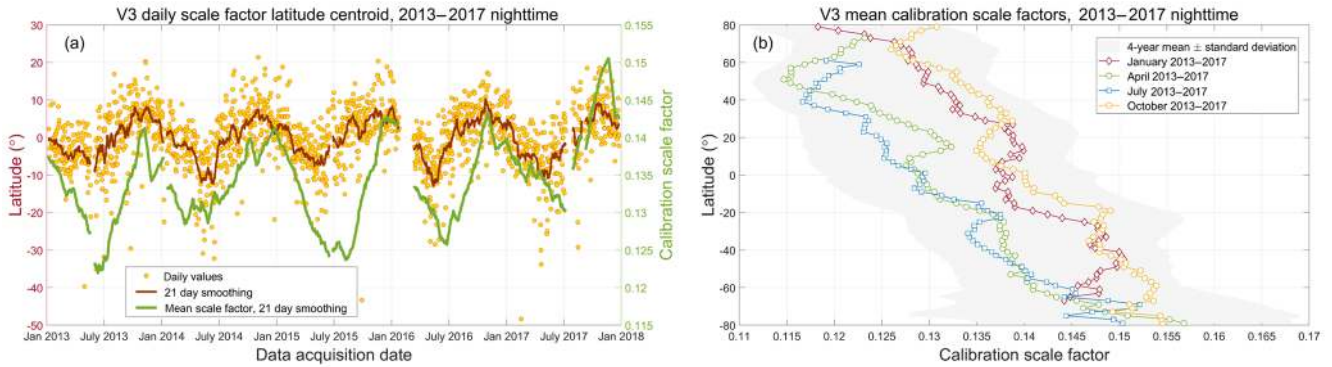 V3 daily scale factor latitude centroid, 2013–2017 nighttime
(a)
30
20
10
0
-10
-20
-30
-40
-50
Latitude (°)
0.155
0.15
0.145
0.14
0.135
0.13
0.125
0.12
0.115
Calibration scale factor
Daily values
21 day smoothing
Mean scale factor, 21 day smoothing
Jan 2013 July 2013 Jan 2014 July 2014 Jan 2015 July 2015 Jan 2016 July 2016 Jan 2017 July 2017 Jan 2018
Data acquisition date
V3 mean calibration scale factors, 2013–2017 nighttime
(b)
4-year mean ± standard deviation
January 2013–2017
April 2013–2017
July 2013–2017
October 2013–2017
80
60
40
20
0
-20
-40
-60
-80
Latitude (°)
0.11 0.115 0.12 0.125 0.13 0.135 0.14 0.145 0.15 0.155 0.16 0.165 0.17
Calibration scale factor